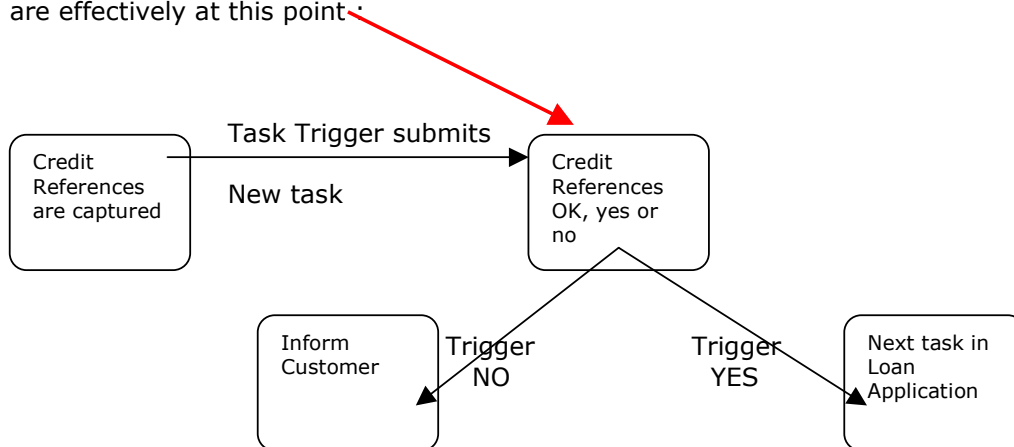 are effectively at this point :
Task Trigger submits
New task
Credit
References
are captured
Credit
References
OK, yes or
no
Inform
Customer
Trigger
NO
Trigger
YES
Next task in
Loan
Application